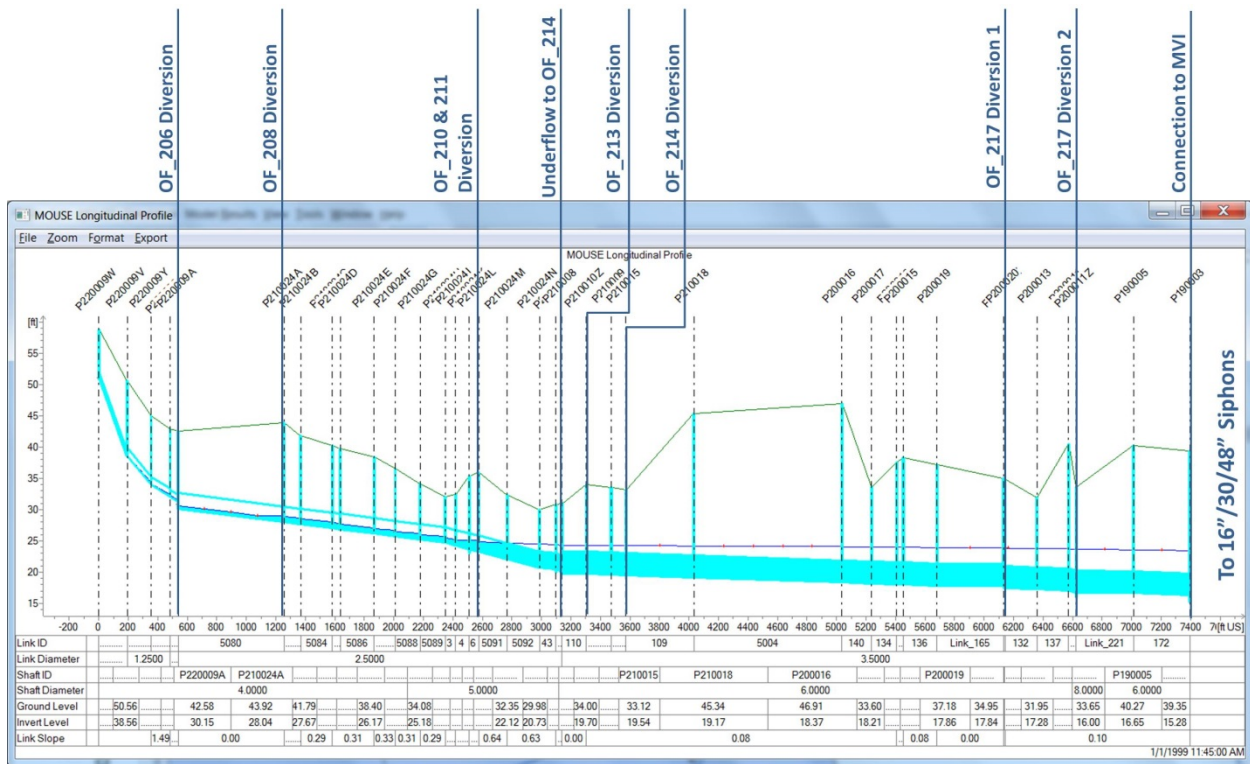 OF_206 Diversion
OF_208 Diversion
OF_210 & 211
Diversion
Underflow to OF_214
OF_213 Diversion
OF_214 Diversion
OF_217 Diversion 1
OF_217 Diversion 2
Connection to MVI
MOUSE Longitudinal Profile
File Zoom Format Export
MOUSE Longitudinal Profile
P220009W P220009V P220009Y P220009A P210024A P210024B P210024D P210024E P210024F P210024G P210024L P210024M P210024N P210008 P210010Z P210009 P210015 P210018 P200016 P200017 P200015 P200019 P200013 P200011Z P190005 P190003
[ft]
55
50
45
40
35
30
25
20
15
-200 0 200 400 600 800 1000 1200 1400 1600 1800 2000 2200 2400 2600 2800 3000 3200 3400 3600 3800 4000 4200 4400 4600 4800 5000 5200 5400 5600 5800 6000 6200 6400 6600 6800 7000 7200 7400 [ft US]
To 16”/30/48” Siphons
Link ID 5080 5084 5086 5088 5089 3 4 6 5091 5092 43 110 109 5004 140 134 136 Link_165 132 137 Link_221 172
Link Diameter 1.2500 2.5000 3.5000
Shaft ID P220009A P210024A P210015 P210018 P200016 P200019 P190005
Shaft Diameter 4.0000 5.0000 6.0000 8.0000 6.0000
Ground Level 50.56 42.58 43.92 41.79 38.40 34.08 32.35 29.98 34.00 33.12 45.34 46.91 33.60 37.18 34.95 31.95 33.65 40.27 39.35
Invert Level 38.56 30.15 28.04 27.67 26.17 25.18 22.12 20.73 19.70 19.54 19.17 18.37 18.21 17.86 17.84 17.28 16.00 16.65 15.28
Link Slope 1.49 0.00 0.29 0.31 0.33 0.31 0.29 0.64 0.63 0.00 0.08 0.08 0.00 0.10
1/1/1999 11:45:00 AM